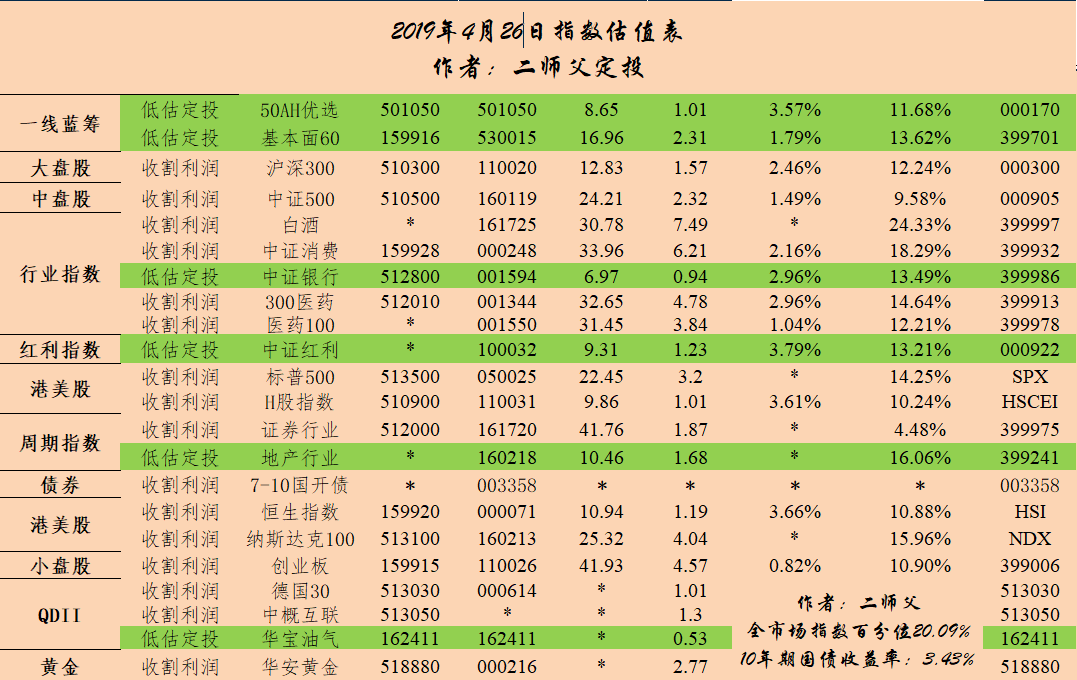 2019年4月26日指数估值表
作者：二师父定投
一线蓝筹
低估定投 50AH优选 501050 501050 8.65 1.01 3.57% 11.68% 000170
低估定投 基本面60 159916 530015 16.96 2.31 1.79% 13.62% 399701
大盘股 收割利润 沪深300 510300 110020 12.83 1.57 2.46% 12.24% 000300
中盘股 收割利润 中证500 510500 160119 24.21 2.32 1.49% 9.58% 000905
行业指数
收割利润 白酒 * 161725 30.78 7.49 * 24.33% 399997
收割利润 中证消费 159928 000248 33.96 6.21 2.16% 18.29% 399932
低估定投 中证银行 512800 001594 6.97 0.94 2.96% 13.49% 399986
收割利润 300医药 512010 001344 32.65 4.78 2.96% 14.64% 399913
收割利润 医药100 * 001550 31.45 3.84 1.04% 12.21% 399978
红利指数 低估定投 中证红利 * 100032 9.31 1.23 3.79% 13.21% 000922
港美股
收割利润 标普500 513500 050025 22.45 3.2 * 14.25% SPX
收割利润 H股指数 510900 110031 9.86 1.01 3.61% 10.24% HSCEI
周期指数
收割利润 证券行业 512000 161720 41.76 1.87 * 4.48% 399975
低估定投 地产行业 * 160218 10.46 1.68 * 16.06% 399241
债券 收割利润 7-10国开债 * 003358 * * * * 003358
港美股
收割利润 恒生指数 159920 000071 10.94 1.19 3.66% 10.88% HSI
收割利润 纳斯达克100 513100 160213 25.32 4.04 * 15.96% NDX
小盘股 收割利润 创业板 159915 110026 41.93 4.57 0.82% 10.90% 399006
QDII
收割利润 德国30 513030 000614 * 1.01 513030
收割利润 中概互联 513050 * * 1.3 513050
低估定投 华宝油气 162411 162411 * 0.53 162411
黄金 收割利润 华安黄金 518880 000216 * 2.77 518880
作者：二师父
全市场指数百分位20.09%
10年期国债收益率：3.43%